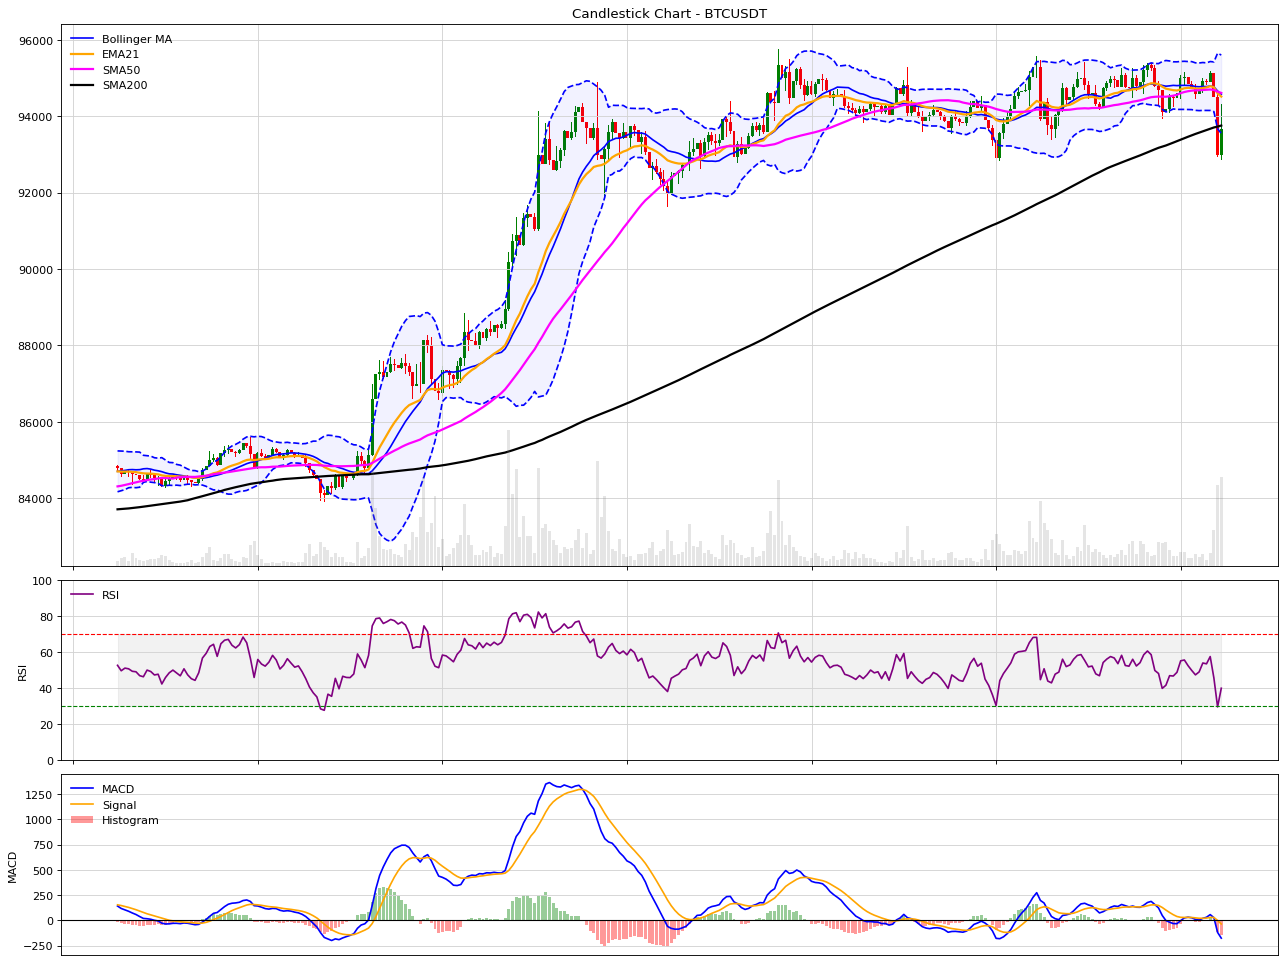 Candlestick Chart - BTCUSDT
Bollinger MA
EMA21
SMA50
SMA200
96000
94000
92000
90000
88000
86000
84000
RSI
RSI
100
80
60
40
20
0
MACD
Signal
Histogram
MACD
1250
1000
750
500
250
0
−250